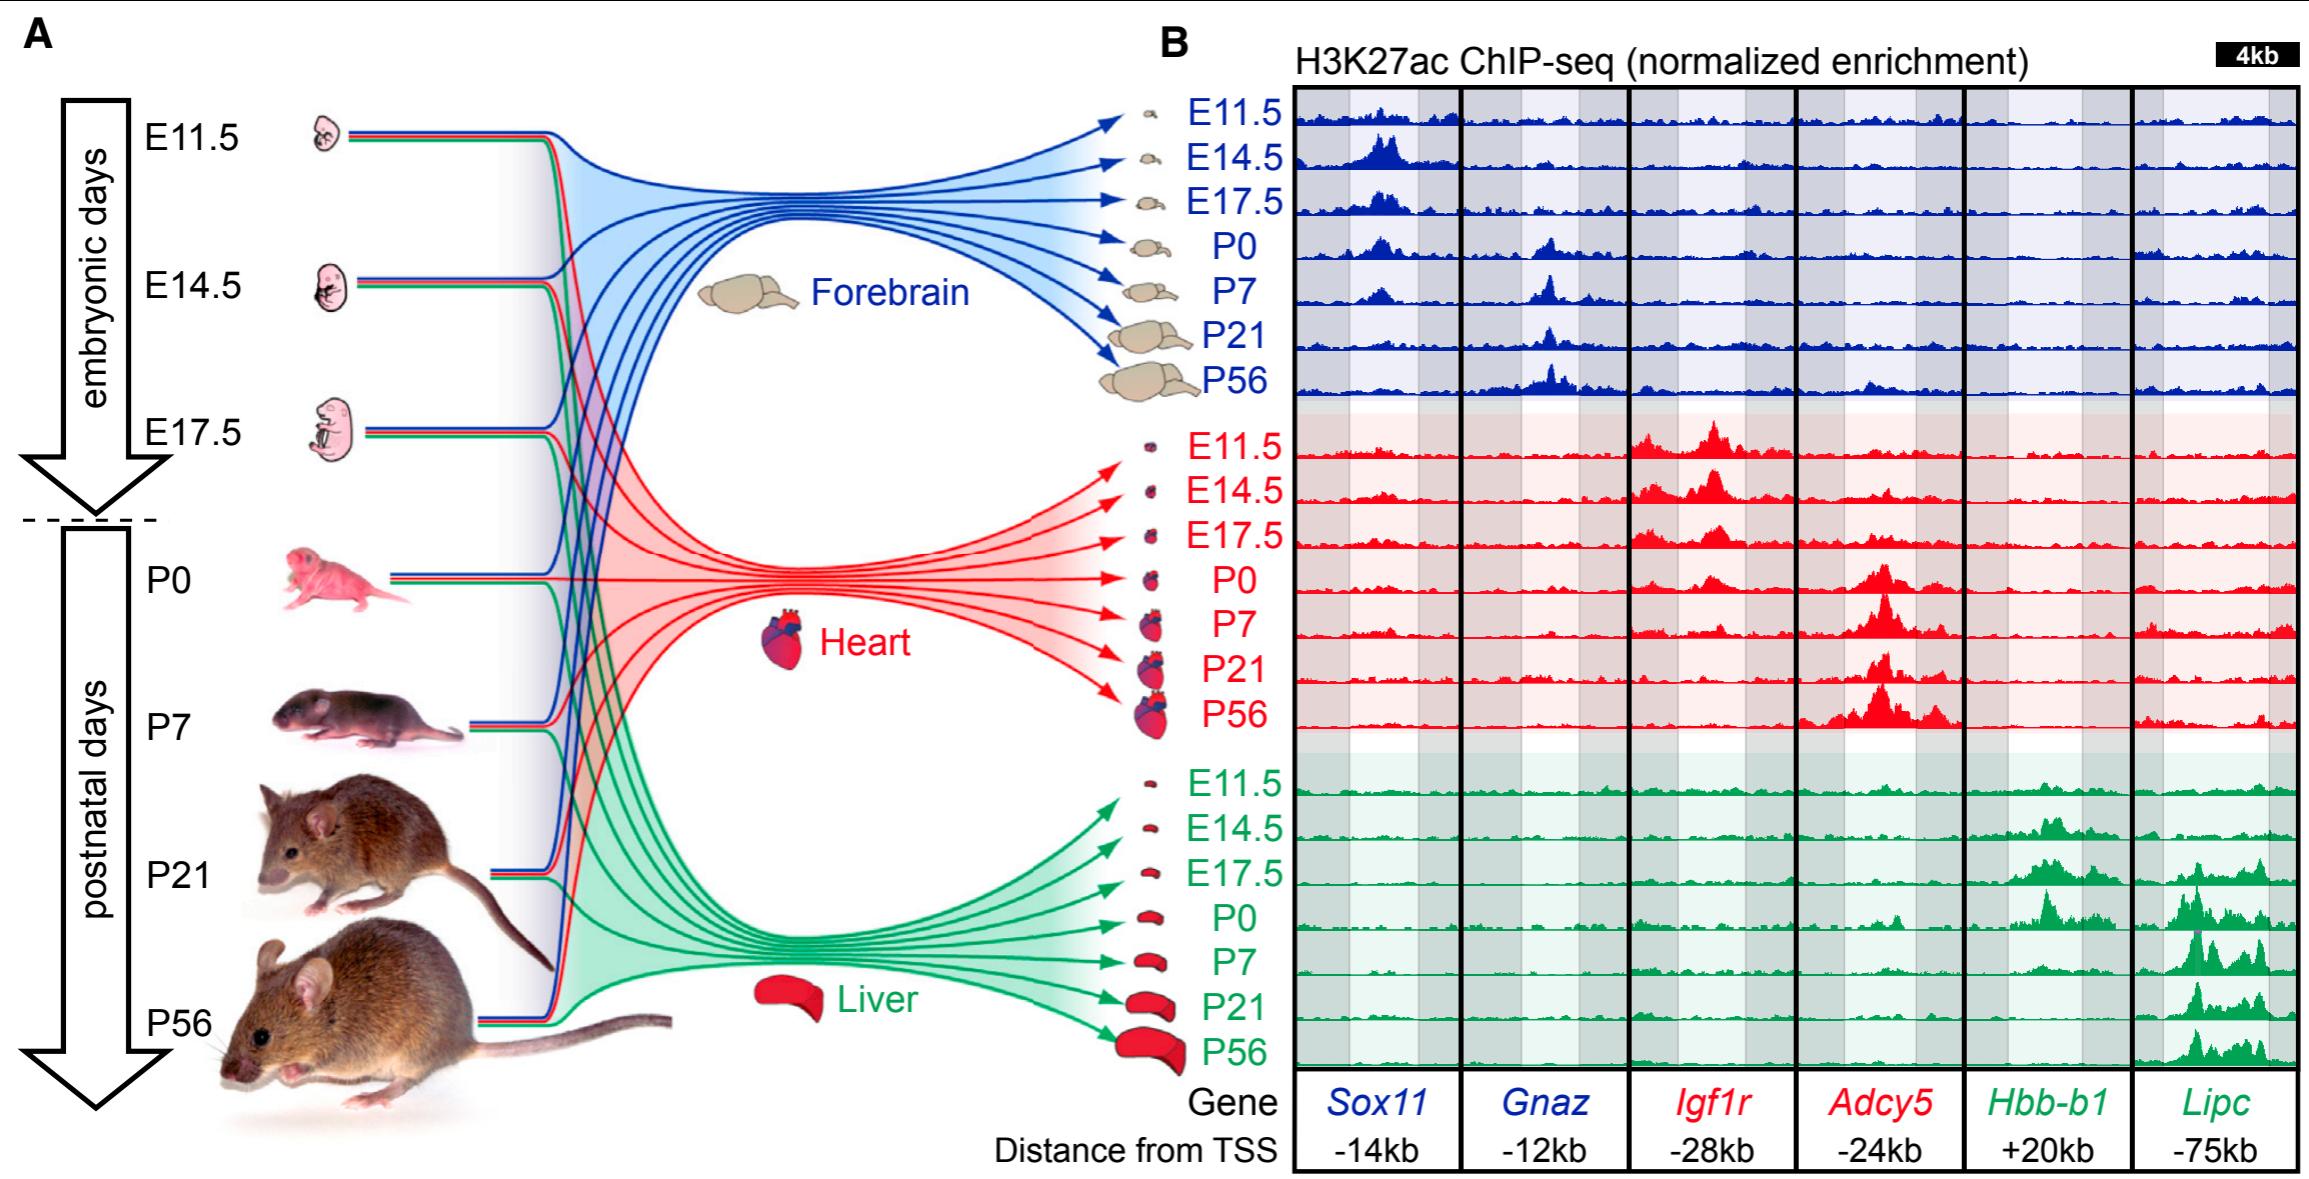 A
embryonic days
postnatal days
E11.5
E14.5
E17.5
P0
P7
P21
P56
Forebrain
Heart
Liver
B
H3K27ac ChIP-seq (normalized enrichment)
4kb
E11.5
E14.5
E17.5
P0
P7
P21
P56
E11.5
E14.5
E17.5
P0
P7
P21
P56
E11.5
E14.5
E17.5
P0
P7
P21
P56
Gene Sox11 Gnaz Igf1r Adcy5 Hbb-b1 Lipc
Distance from TSS -14kb -12kb -28kb -24kb +20kb -75kb